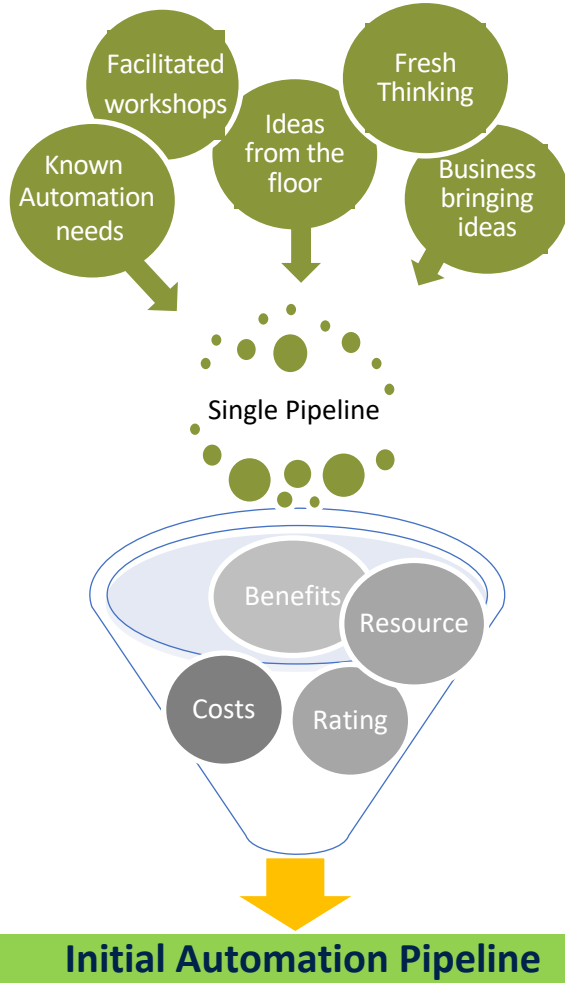 Facilitated
workshops
Fresh
Thinking
Ideas
from the
floor
Known
Automation
needs
Business
bringing
ideas
Single Pipeline
Benefits
Resource
Costs
Rating
Initial Automation Pipeline